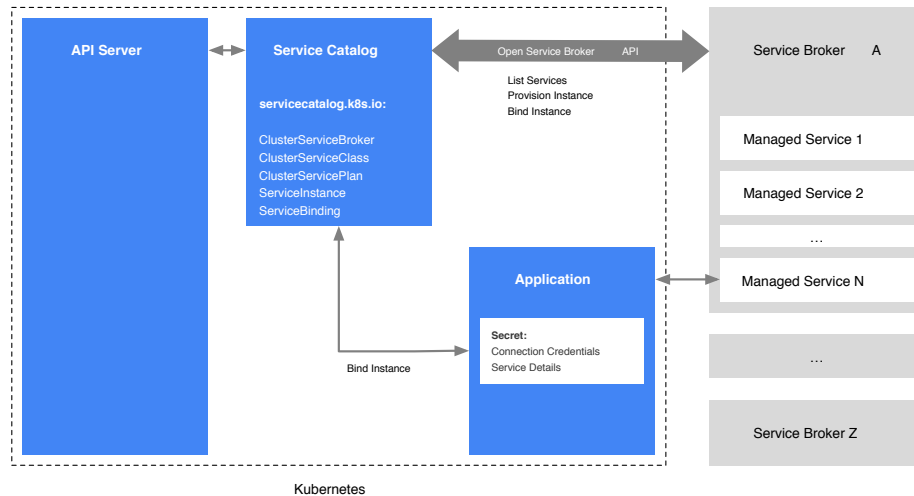 API Server
Service Catalog
servicecatalog.k8s.io:
ClusterServiceBroker
ClusterServiceClass
ClusterServicePlan
ServiceInstance
ServiceBinding
Open Service Broker API
List Services
Provision Instance
Bind Instance
Service Broker A
Managed Service 1
Managed Service 2
...
Managed Service N
Application
Secret:
Connection Credentials
Service Details
Bind Instance
...
Service Broker Z
Kubernetes